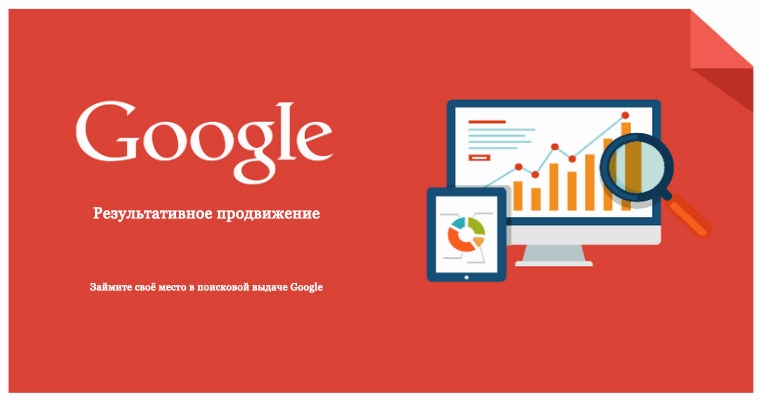 Google
Результативное продвижение
Займите своё место в поисковой выдаче Google